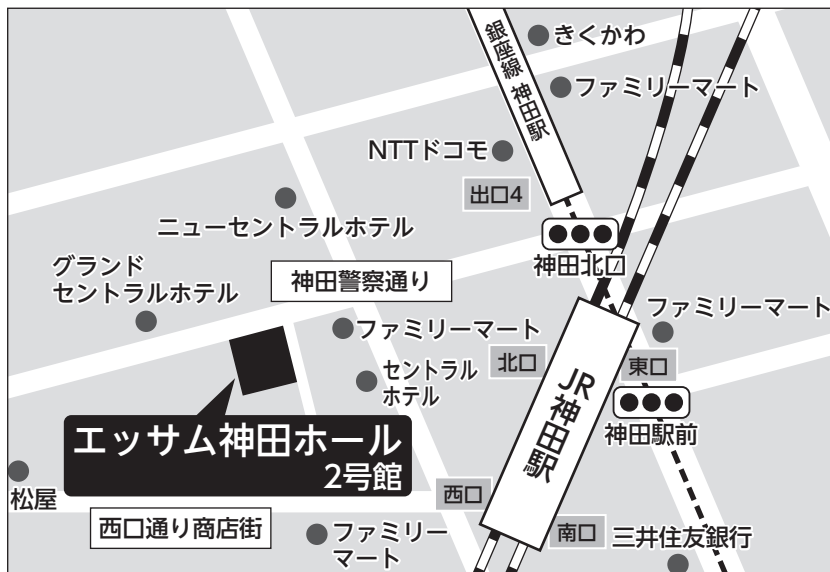 きくかわ
銀座線 神田駅
ファミリーマート
NTTドコモ
出口4
ニューセントラルホテル
神田北口
グランド
セントラルホテル
神田警察通り
ファミリーマート
ファミリーマート
北口
東口
セントラル
ホテル
JR神田駅
神田駅前
エッサム神田ホール
2号館
松屋
西口
西口通り商店街
ファミリー
マート
南口
三井住友銀行